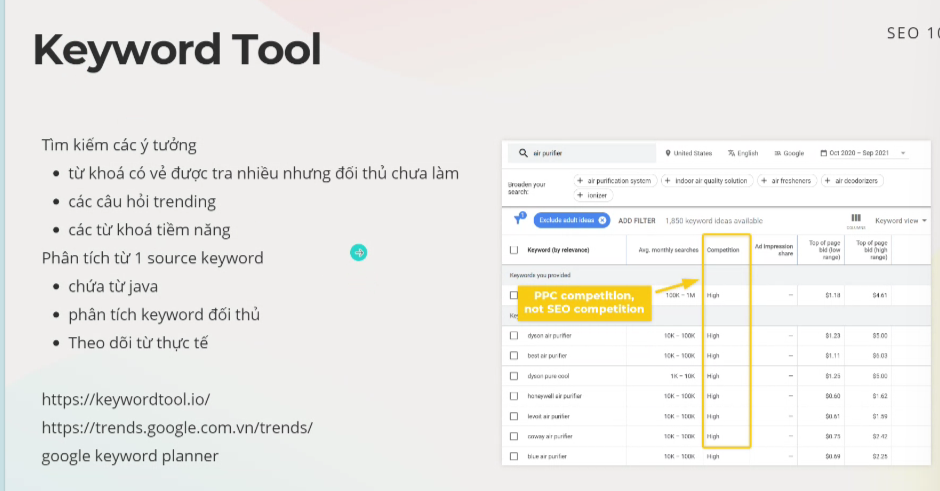 Keyword Tool
SEO 10
Tìm kiếm các ý tưởng
• từ khoá có vẻ được tra nhiều nhưng đối thủ chưa làm
• các câu hỏi trending
• các từ khoá tiềm năng
Phân tích từ 1 source keyword
• chứa từ java
• phân tích keyword đối thủ
• Theo dõi từ thực tế
https://keywordtool.io/
https://trends.google.com.vn/trends/
google keyword planner
air purifier
United States English Google Oct 2020 – Sep 2021
Broaden your search:
+ air purification system + indoor air quality solution + air fresheners + air deodorizers
+ ionizer
1 Exclude adult ideas ADD FILTER 1,850 keyword ideas available COLUMNS Keyword view
Keyword (by relevance) Avg. monthly searches Competition Ad impression share Top of page bid (low range) Top of page bid (high range)
Keywords you provided
100K – 1M High – $1.18 $4.61
PPC competition,
not SEO competition
dyson air purifier 10K – 100K High – $1.23 $5.00
best air purifier 10K – 100K High – $1.11 $6.03
dyson pure cool 1K – 10K High – $1.25 $5.00
honeywell air purifier 10K – 100K High – $0.60 $1.62
levoit air purifier 10K – 100K High – $0.61 $1.59
coway air purifier 10K – 100K High – $0.75 $2.42
blue air purifier 10K – 100K High – $0.69 $2.25